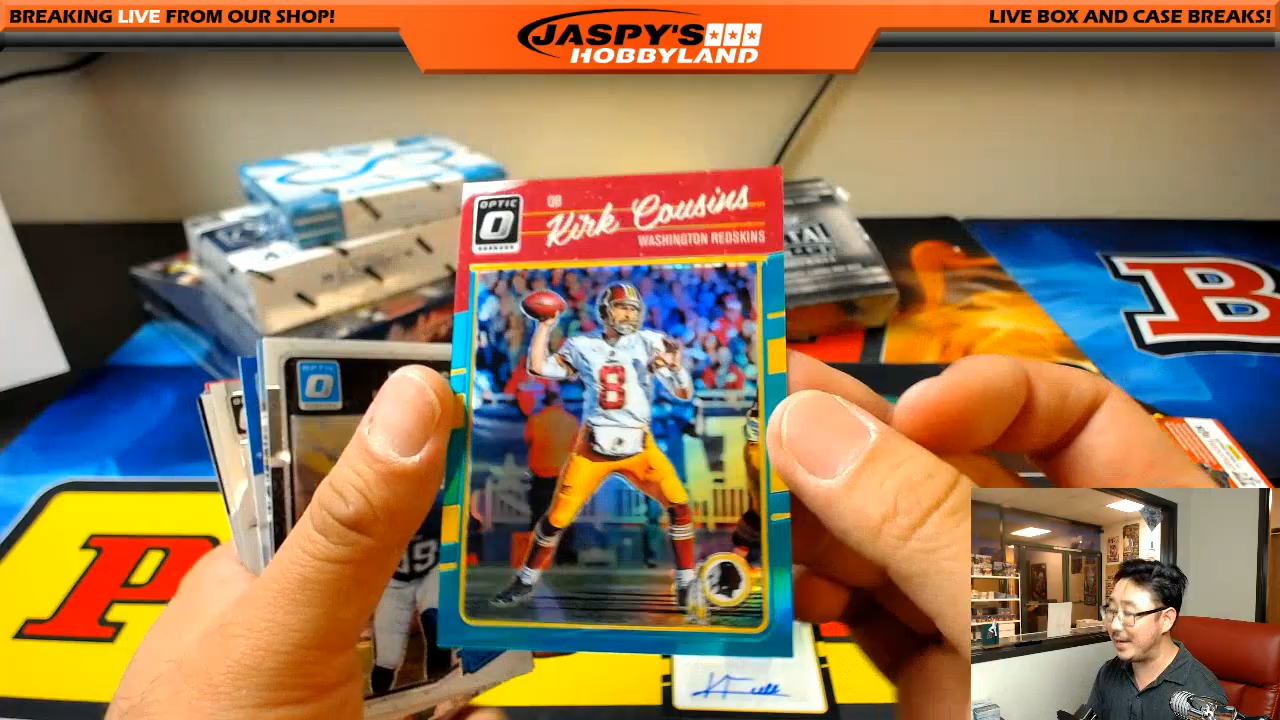 BREAKING LIVE FROM OUR SHOP!
JASPY'S
HOBBYLAND
LIVE BOX AND CASE BREAKS!
OPTIC
QB
Kirk Cousins
WASHINGTON REDSKINS
8
OPTIC
P
B